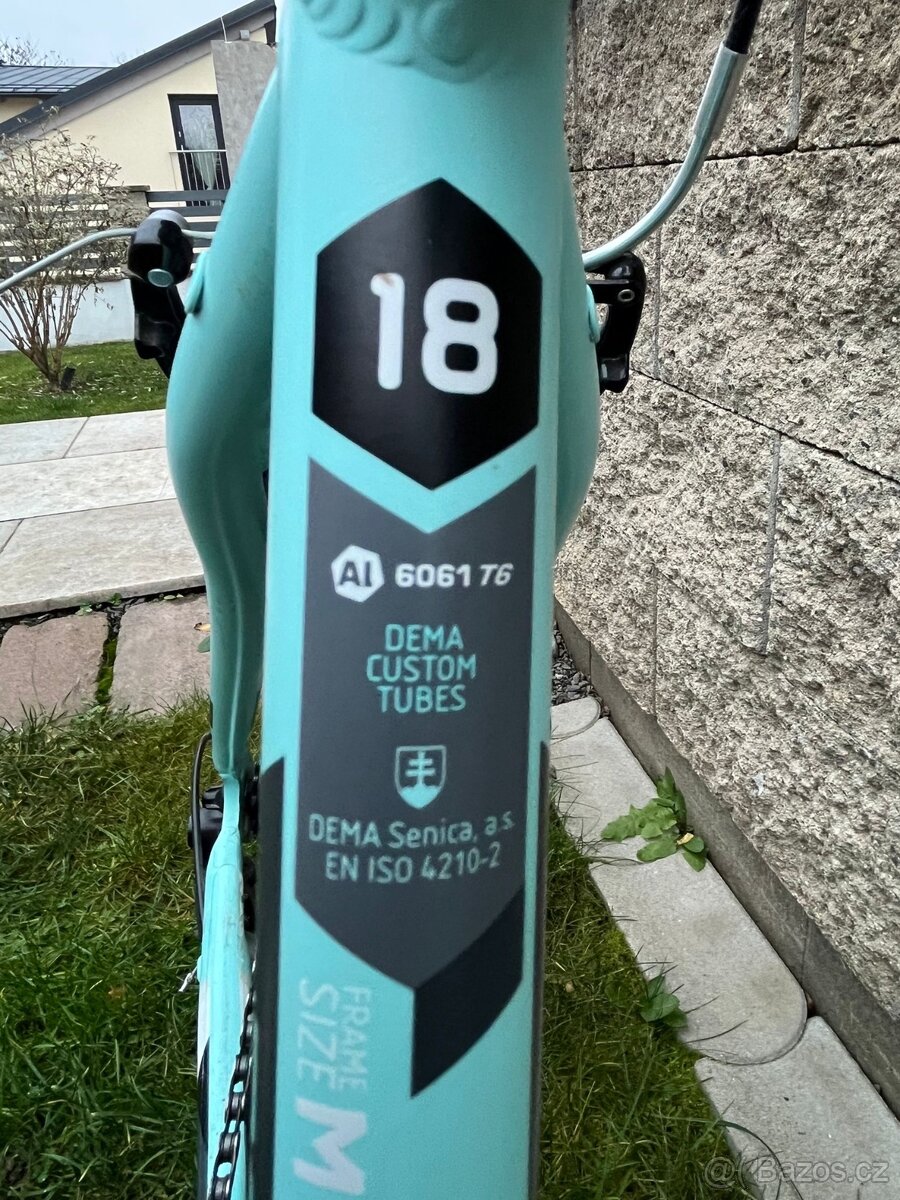 18
Al 6061 T6
DEMA
CUSTOM
TUBES
DEMA Senica, a.s.
EN ISO 4210-2
FRAME
SIZE M
@Bazos.cz